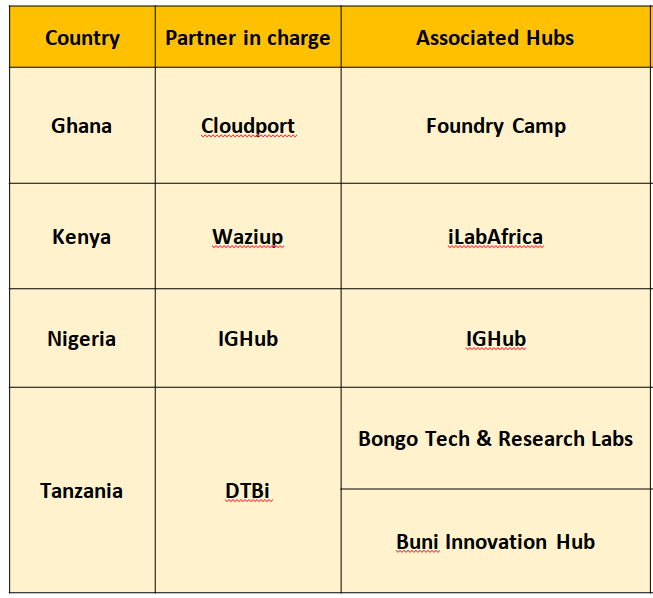 Country Partner in charge Associated Hubs
Ghana Cloudport Foundry Camp
Kenya Waziup iLabAfrica
Nigeria IGHub IGHub
Tanzania DTBi Bongo Tech & Research Labs
Buni Innovation Hub